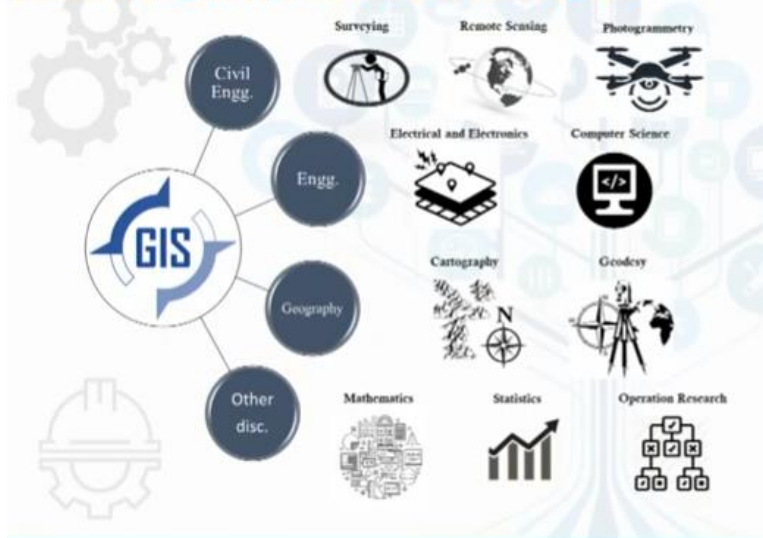 Surveying
Remote Sensing
Photogrammetry
Civil
Engg.
Electrical and Electronics
Computer Science
</>
Engg.
GIS
Cartography
Geodesy
N
Geography
Other
disc.
Mathematics
Statistics
Operation Research